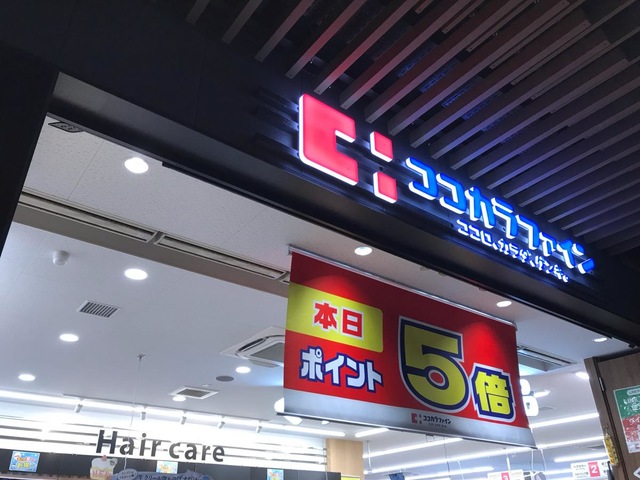 ココカラファイン
ココロ、カラダ、ゲンキ。
本日
ポイント
5倍
ココカラファイン
Hair care